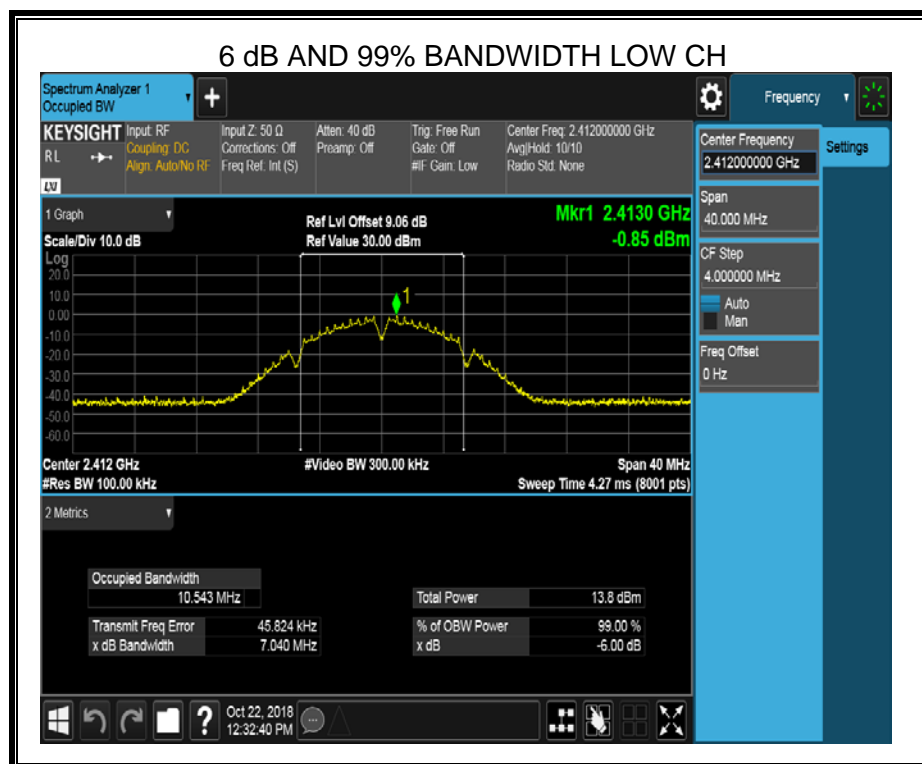 6 dB AND 99% BANDWIDTH LOW CH
Spectrum Analyzer 1
Occupied BW
+
Frequency
KEYSIGHT
RL
LXI
Input: RF
Coupling: DC
Align: Auto/No RF
Input Z: 50 Ω
Corrections: Off
Freq Ref: Int (S)
Atten: 40 dB
Preamp: Off
Trig: Free Run
Gate: Off
#IF Gain: Low
Center Freq: 2.412000000 GHz
Avg|Hold: 10/10
Radio Std: None
Center Frequency
2.412000000 GHz
Settings
Span
40.000 MHz
CF Step
4.000000 MHz
Auto
Man
Freq Offset
0 Hz
1 Graph
Scale/Div 10.0 dB
Ref Lvl Offset 9.06 dB
Ref Value 30.00 dBm
Mkr1 2.4130 GHz
-0.85 dBm
Log
20.0
10.0
0.00
-10.0
-20.0
-30.0
-40.0
-50.0
-60.0
1
Center 2.412 GHz
#Video BW 300.00 kHz
Span 40 MHz
#Res BW 100.00 kHz
Sweep Time 4.27 ms (8001 pts)
2 Metrics
Occupied Bandwidth
10.543 MHz
Total Power 13.8 dBm
Transmit Freq Error 45.824 kHz
% of OBW Power 99.00 %
x dB Bandwidth 7.040 MHz
x dB -6.00 dB
?
Oct 22, 2018
12:32:40 PM